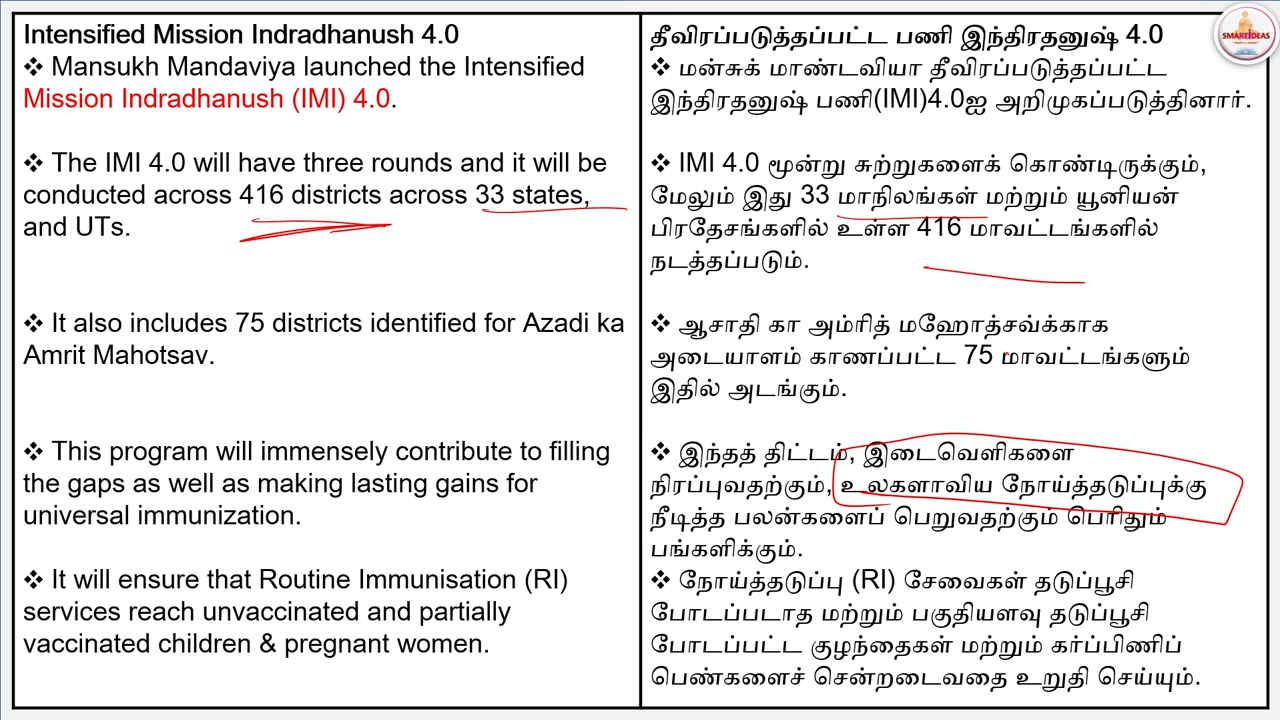 Intensified Mission Indradhanush 4.0
❖ Mansukh Mandaviya launched the Intensified
Mission Indradhanush (IMI) 4.0.
❖ The IMI 4.0 will have three rounds and it will be
conducted across 416 districts across 33 states,
and UTs.
❖ It also includes 75 districts identified for Azadi ka
Amrit Mahotsav.
❖ This program will immensely contribute to filling
the gaps as well as making lasting gains for
universal immunization.
❖ It will ensure that Routine Immunisation (RI)
services reach unvaccinated and partially
vaccinated children & pregnant women.
தீவிரப்படுத்தப்பட்ட பணி இந்திரதனுஷ் 4.0
❖ மன்சுக் மாண்டவியா தீவிரப்படுத்தப்பட்ட
இந்திரதனுஷ் பணி(IMI)4.0ஐ அறிமுகப்படுத்தினார்.
❖ IMI 4.0 மூன்று சுற்றுகளைக் கொண்டிருக்கும்,
மேலும் இது 33 மாநிலங்கள் மற்றும் யூனியன்
பிரதேசங்களில் உள்ள 416 மாவட்டங்களில்
நடத்தப்படும்.
❖ ஆசாதி கா அம்ரித் மஹோத்சவ்க்காக
அடையாளம் காணப்பட்ட 75 மாவட்டங்களும்
இதில் அடங்கும்.
❖ இந்தத் திட்டம், இடைவெளிகளை
நிரப்புவதற்கும், உலகளாவிய நோய்த்தடுப்புக்கு
நீடித்த பலன்களைப் பெறுவதற்கும் பெரிதும்
பங்களிக்கும்.
❖ நோய்த்தடுப்பு (RI) சேவைகள் தடுப்பூசி
போடப்படாத மற்றும் பகுதியளவு தடுப்பூசி
போடப்பட்ட குழந்தைகள் மற்றும் கர்ப்பிணிப்
பெண்களைச் சென்றடைவதை உறுதி செய்யும்.
SMARTIDEAS